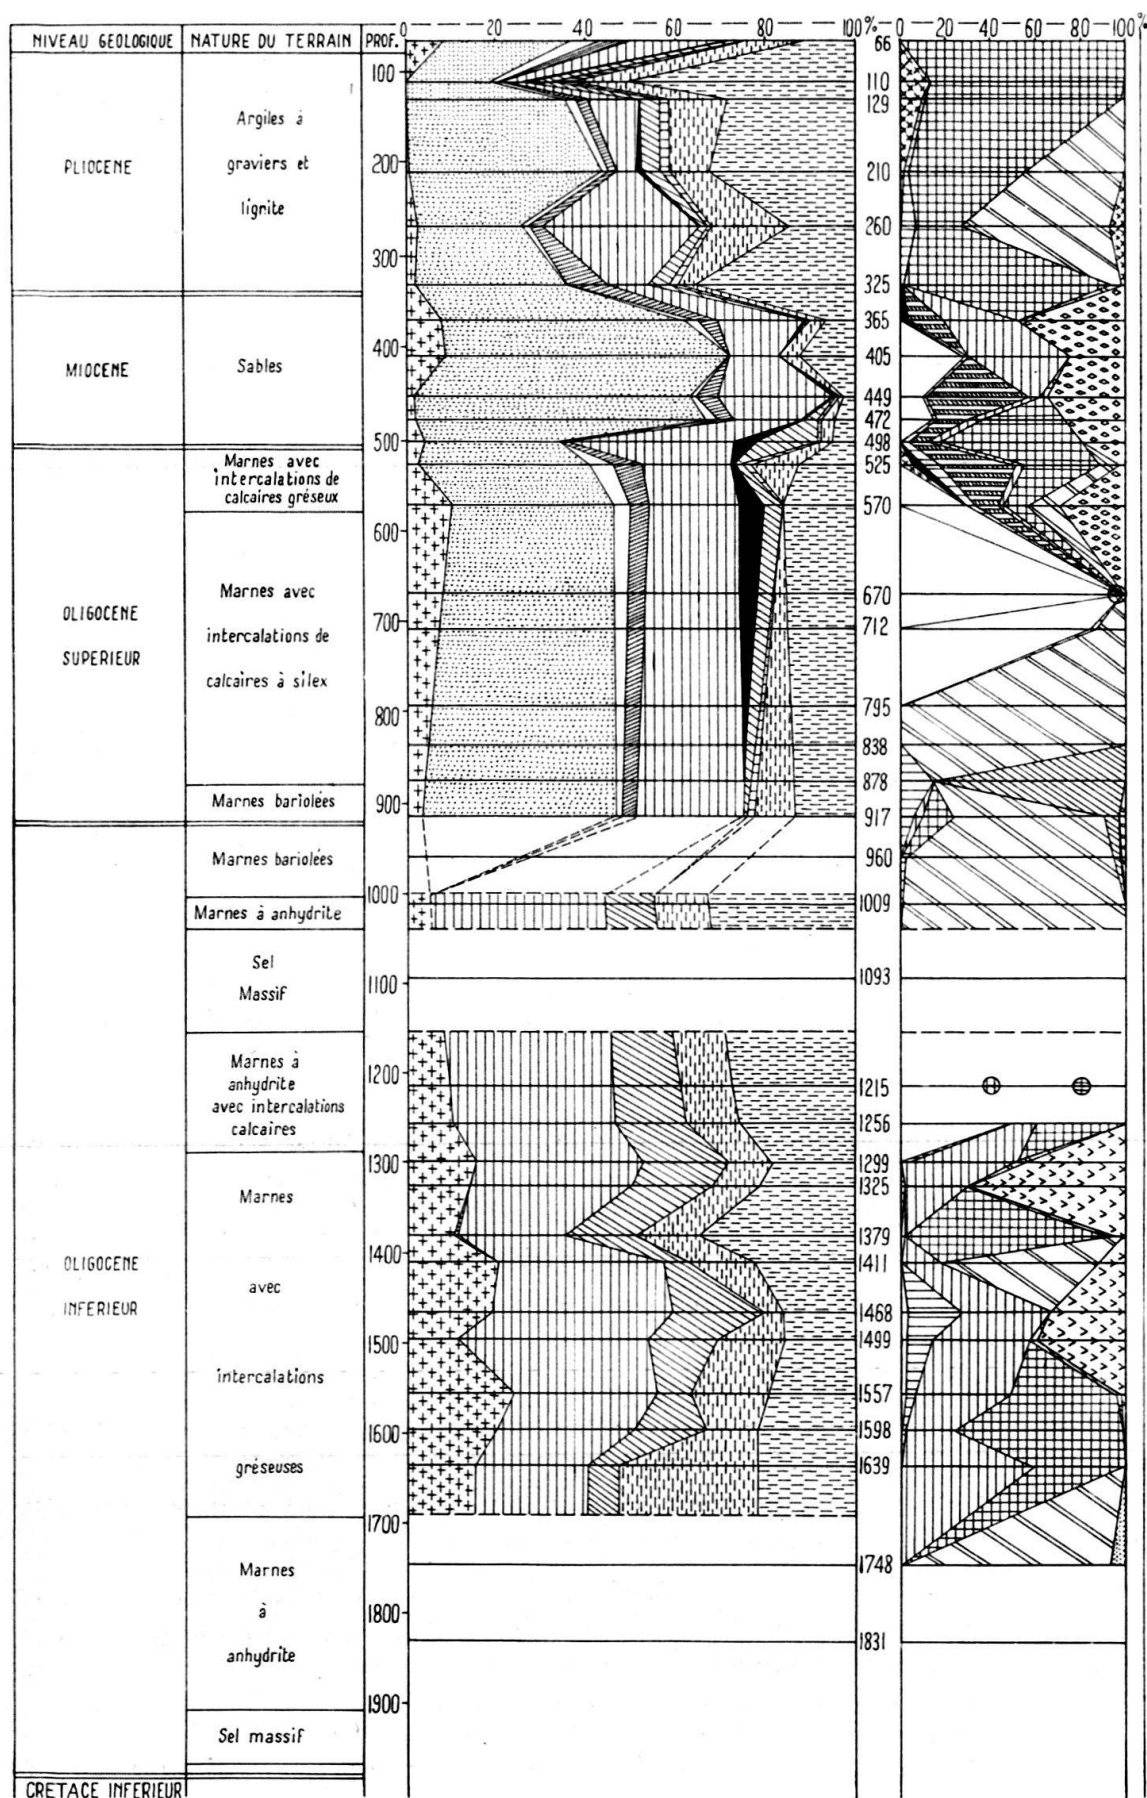 NIVEAU GEOLOGIQUE NATURE DU TERRAIN PROF. 0 20 40 60 80 100% 0 20 40 60 80 100%
66
100
110
129
Argiles à
PLIOCENE
graviers et
200
210
lignite
260
300
325
365
400
405
MIOCENE
Sables
449
472
500
498
Marnes avec
intercalations de
calcaires gréseux
525
570
600
Marnes avec
670
OLIGOCENE
SUPERIEUR
intercalations de
700
712
calcaires à silex
795
800
838
878
Marnes bariolées
900
917
Marnes bariolées
960
1000
Marnes à anhydrite
1009
Sel
Massif
1093
1100
Marnes à
anhydrite
avec intercalations
calcaires
1200
1215
1256
1300
1299
Marnes
1325
1379
1400
1411
OLIGOCENE
INFERIEUR
avec
1468
1500
1499
intercalations
1557
1600
1598
gréseuses
1639
1700
1748
Marnes
à
anhydrite
1800
1831
1900
Sel massif
CRETACE INFERIEUR